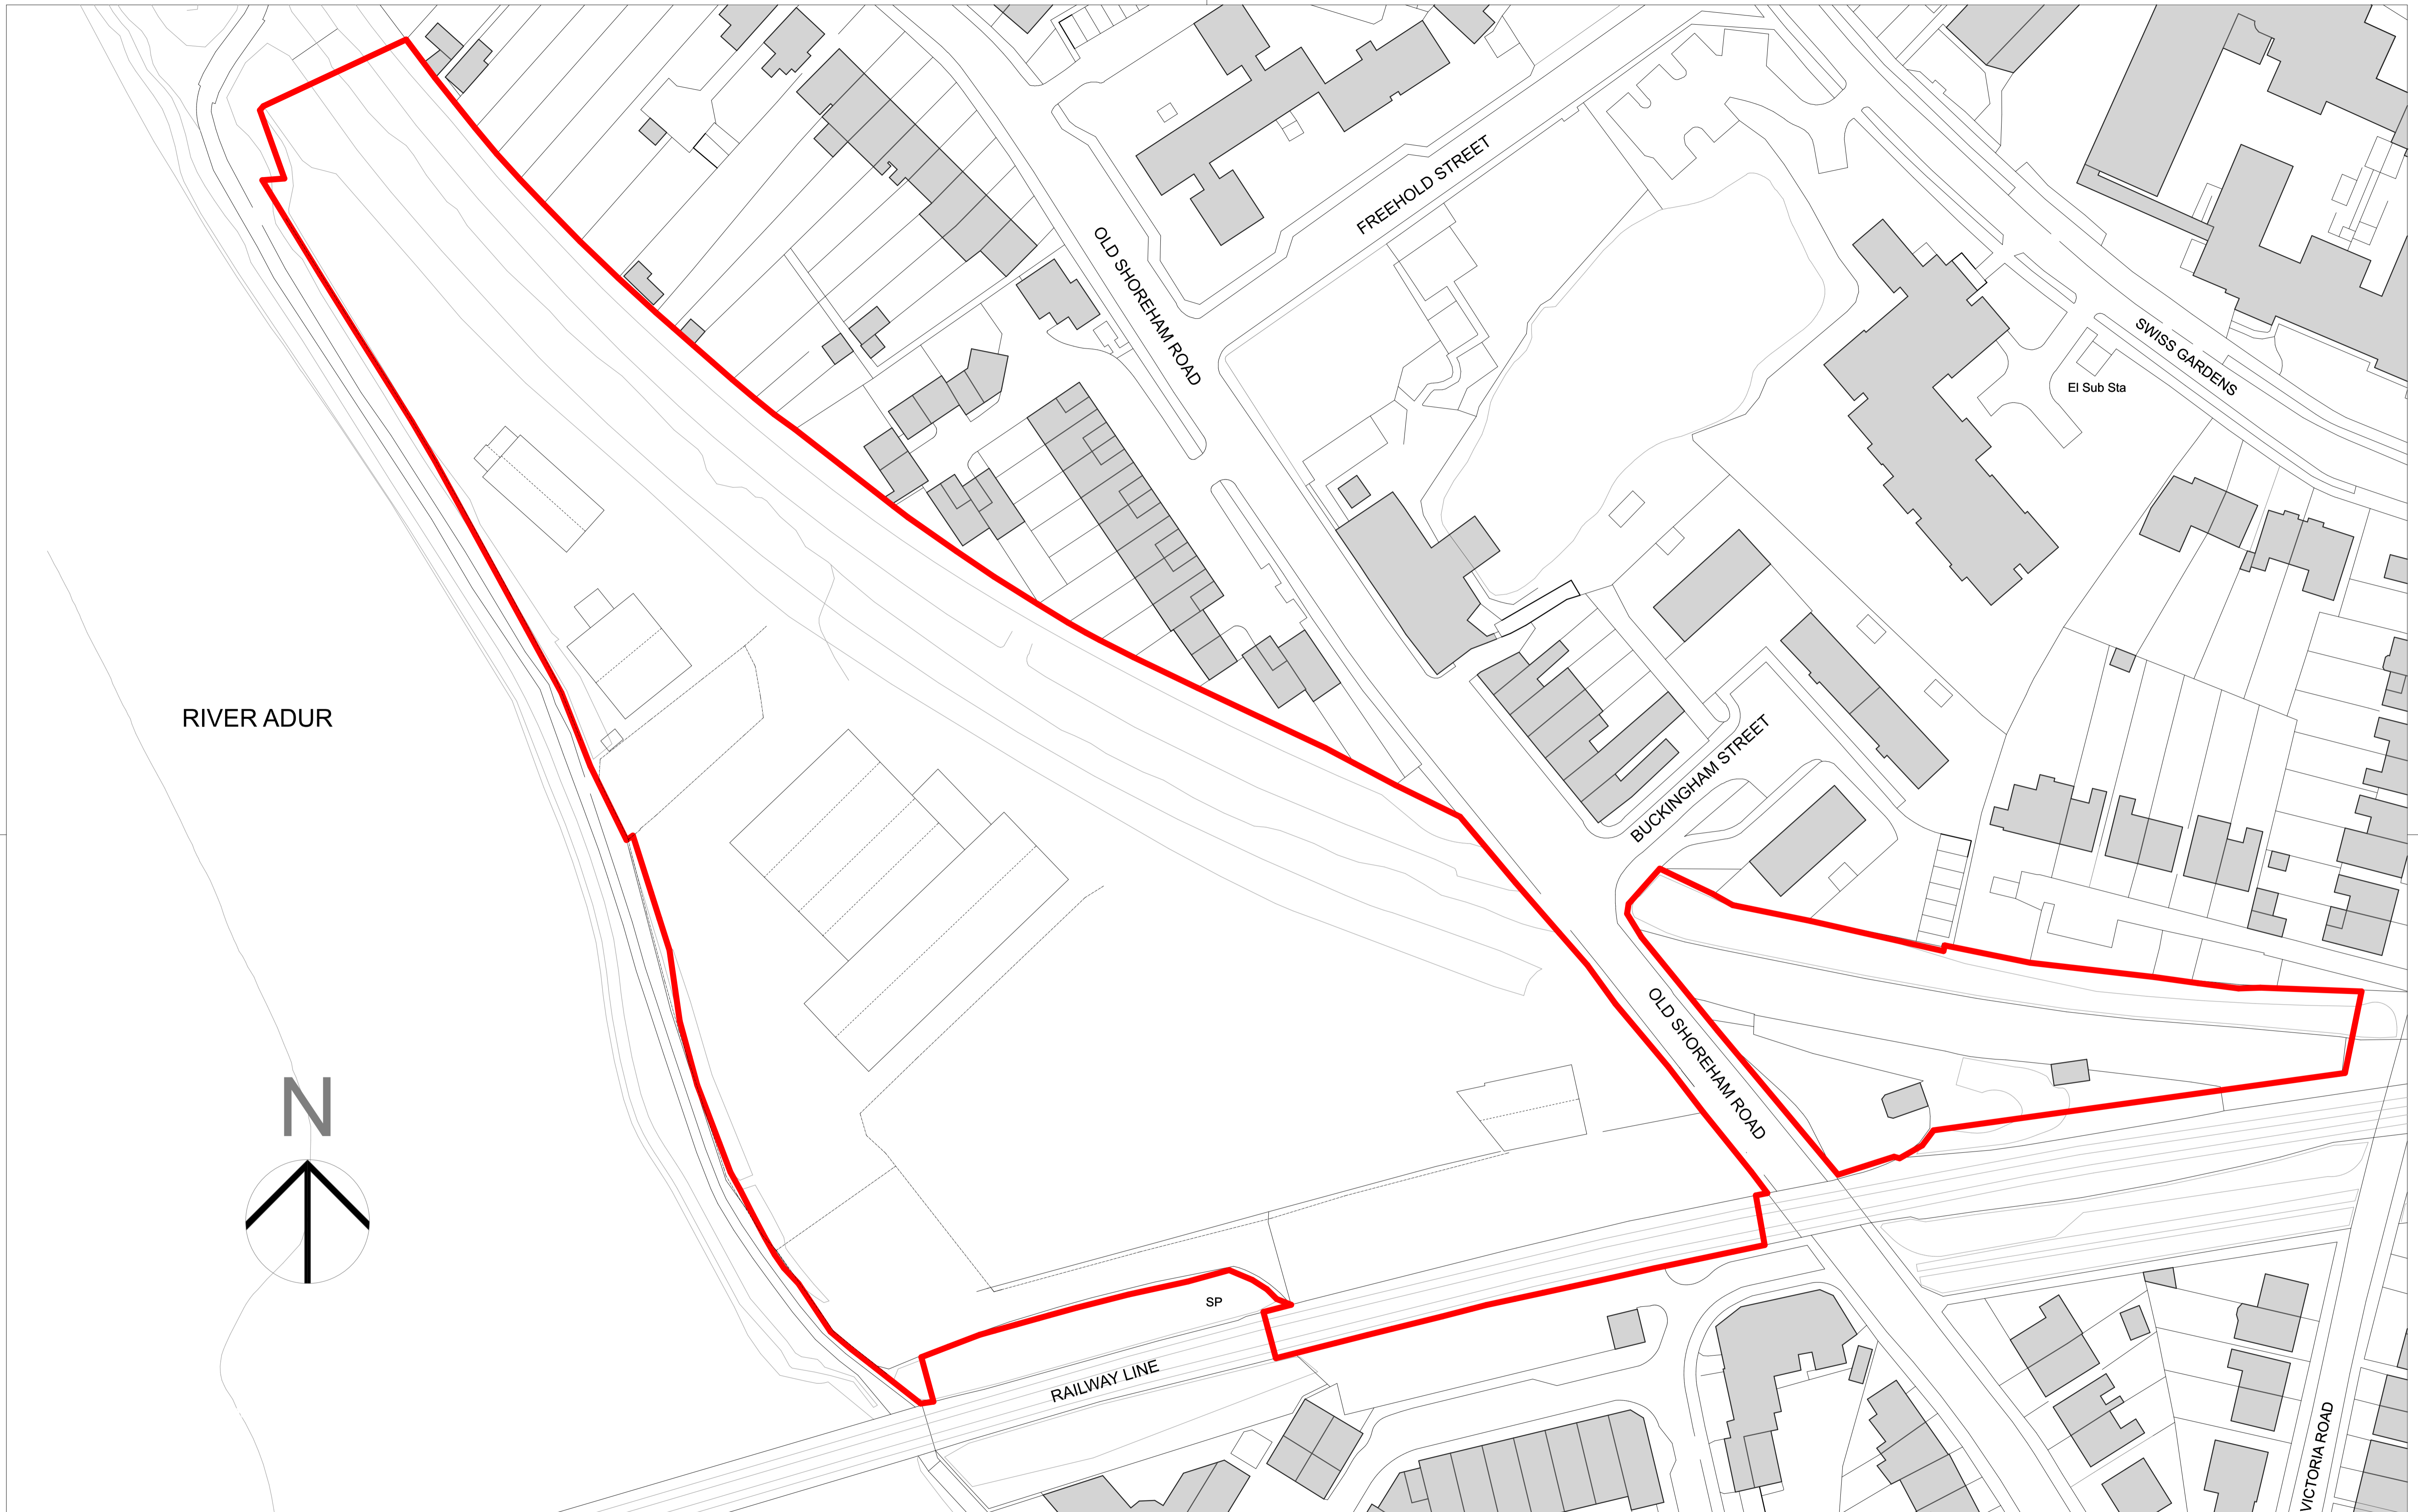 FREEHOLD STREET
OLD SHOREHAM ROAD
SWISS GARDENS
El Sub Sta
RIVER ADUR
BUCKINGHAM STREET
OLD SHOREHAM ROAD
N
SP
RAILWAY LINE
VICTORIA ROAD